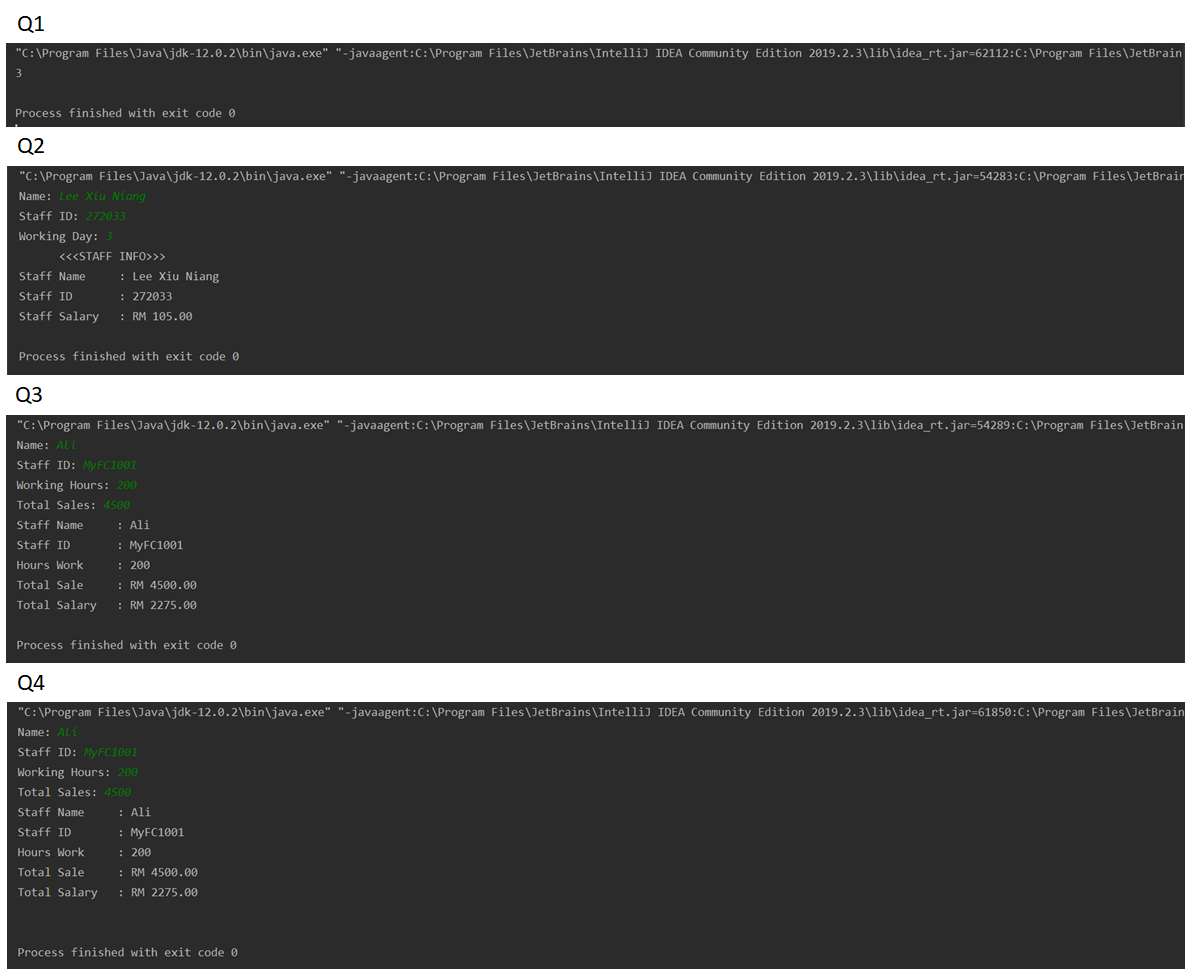 Q1
"C:\Program Files\Java\jdk-12.0.2\bin\java.exe" "-javaagent:C:\Program Files\JetBrains\IntelliJ IDEA Community Edition 2019.2.3\lib\idea_rt.jar=62112:C:\Program Files\JetBrain
3
Process finished with exit code 0
Q2
"C:\Program Files\Java\jdk-12.0.2\bin\java.exe" "-javaagent:C:\Program Files\JetBrains\IntelliJ IDEA Community Edition 2019.2.3\lib\idea_rt.jar=54283:C:\Program Files\JetBrain
Name: Lee Xiu Niang
Staff ID: 272033
Working Day: 3
<<<STAFF INFO>>>
Staff Name : Lee Xiu Niang
Staff ID : 272033
Staff Salary : RM 105.00
Process finished with exit code 0
Q3
"C:\Program Files\Java\jdk-12.0.2\bin\java.exe" "-javaagent:C:\Program Files\JetBrains\IntelliJ IDEA Community Edition 2019.2.3\lib\idea_rt.jar=54289:C:\Program Files\JetBrain
Name: Ali
Staff ID: MyFC1001
Working Hours: 200
Total Sales: 4500
Staff Name : Ali
Staff ID : MyFC1001
Hours Work : 200
Total Sale : RM 4500.00
Total Salary : RM 2275.00
Process finished with exit code 0
Q4
"C:\Program Files\Java\jdk-12.0.2\bin\java.exe" "-javaagent:C:\Program Files\JetBrains\IntelliJ IDEA Community Edition 2019.2.3\lib\idea_rt.jar=61850:C:\Program Files\JetBrain
Name: Ali
Staff ID: MyFC1001
Working Hours: 200
Total Sales: 4500
Staff Name : Ali
Staff ID : MyFC1001
Hours Work : 200
Total Sale : RM 4500.00
Total Salary : RM 2275.00
Process finished with exit code 0